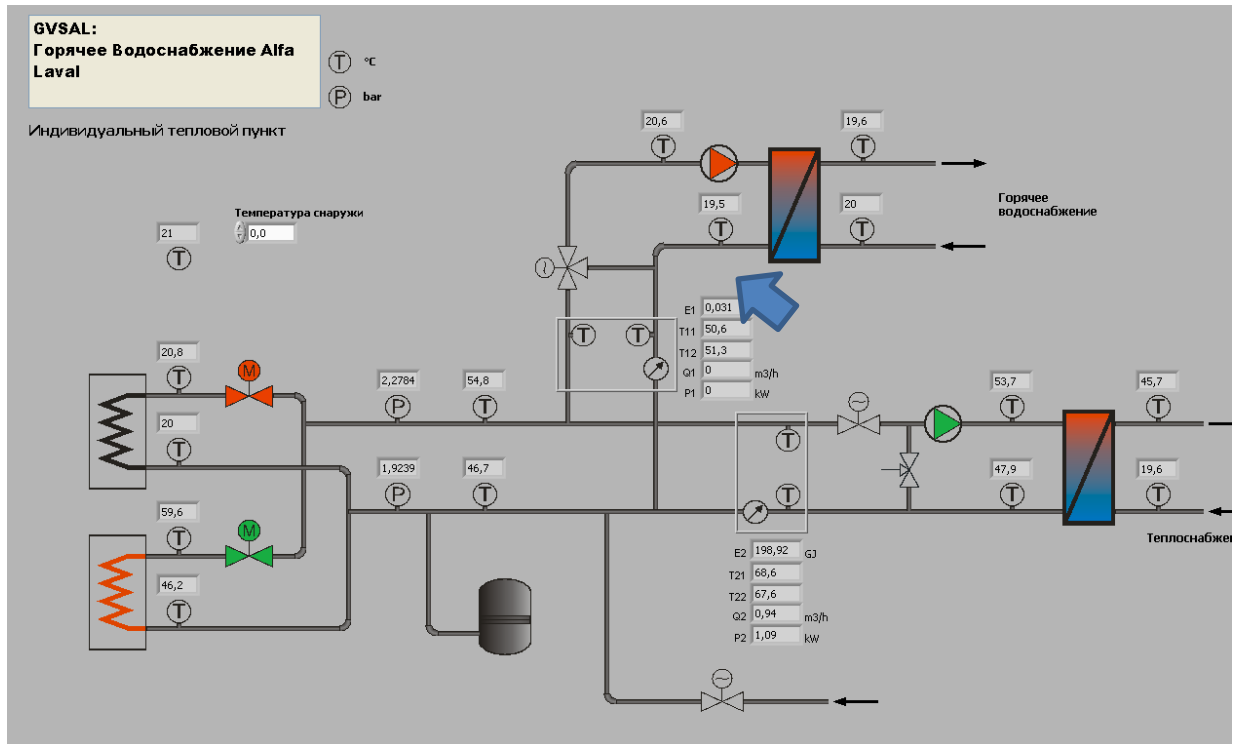 GVSAL:
Горячее Водоснабжение Alfa
Laval
T °C
P bar
Индивидуальный тепловой пункт
20,6
19,6
T
T
Температура снаружи
21
0,0
T
19,5
20
T
T
Горячее
водоснабжение
E1 0,031
T11 50,6
T12 51,3
Q1 0 m3/h
P1 0 kW
T
T
20,8
T
M
2,2784
54,8
P
T
53,7
45,7
T
T
20
T
T
1,9239
46,7
P
T
47,9
19,6
T
T
T
59,6
T
M
Теплоснабжен
46,2
T
E2 198,92 GJ
T21 68,6
T22 67,6
Q2 0,94 m3/h
P2 1,09 kW